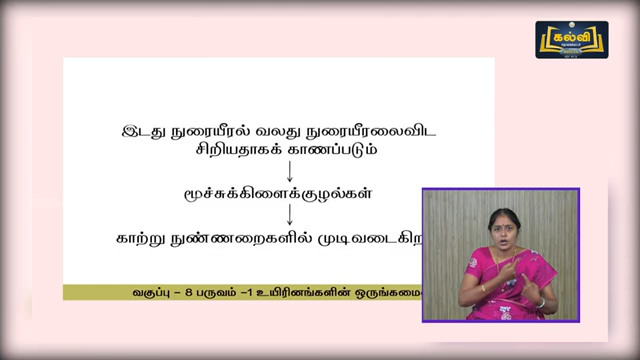 கல்வி
இடது நுரையீரல் வலது நுரையீரலைவிட
சிறியதாகக் காணப்படும்
மூச்சுக்கிளைக்குழல்கள்
காற்று நுண்ணறைகளில் முடிவடைகிற
வகுப்பு - 8 பருவம் -1 உயிரினங்களின் ஒருங்கமை